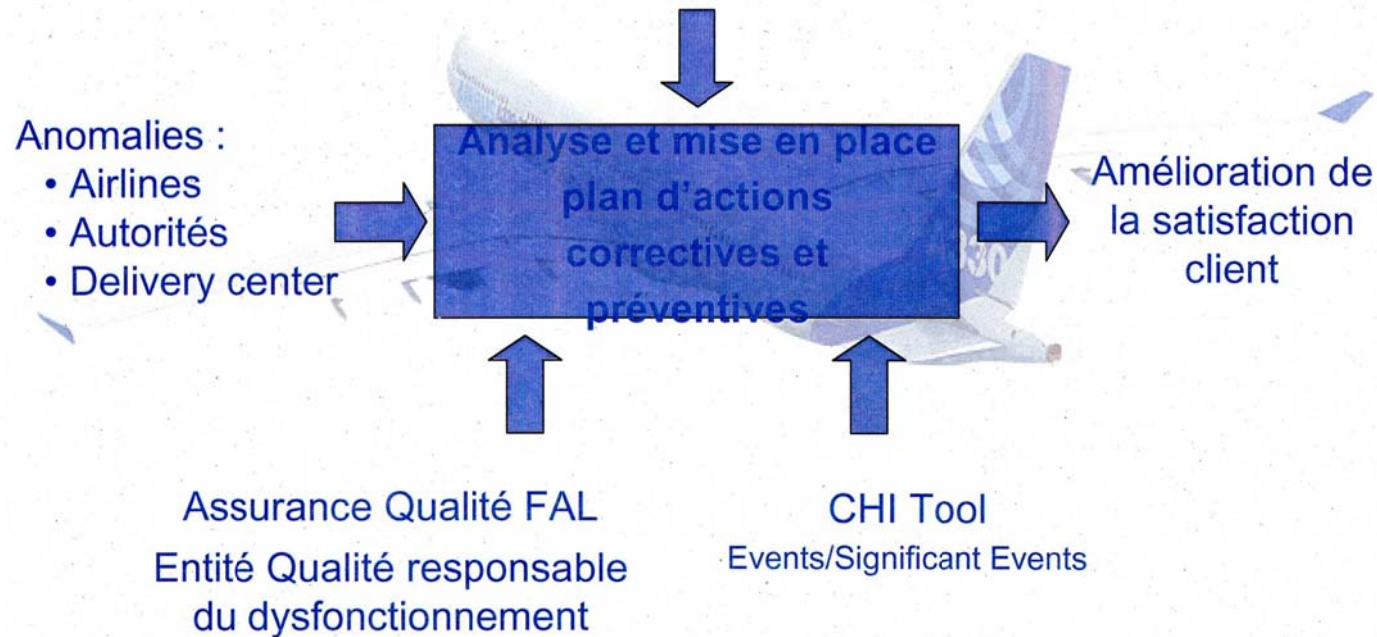 Anomalies :
• Airlines
• Autorités
• Delivery center
Analyse et mise en place
plan d'actions
correctives et
préventives
Amélioration de
la satisfaction
client
Assurance Qualité FAL
Entité Qualité responsable
du dysfonctionnement
CHI Tool
Events/Significant Events